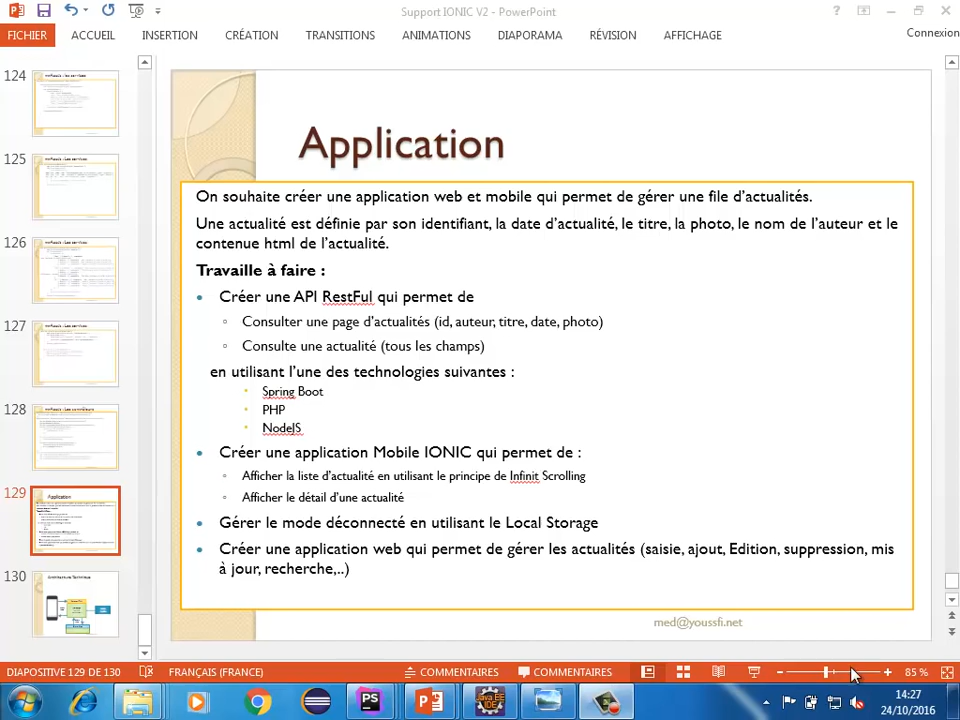 Support IONIC V2 - PowerPoint
FICHIER ACCUEIL INSERTION CRÉATION TRANSITIONS ANIMATIONS DIAPORAMA RÉVISION AFFICHAGE Connexion
124
125
126
127
128
129
130
Application
On souhaite créer une application web et mobile qui permet de gérer une file d'actualités.
Une actualité est définie par son identifiant, la date d'actualité, le titre, la photo, le nom de l'auteur et le
contenue html de l'actualité.
Travaille à faire :
Créer une API RestFul qui permet de
Consulter une page d'actualités (id, auteur, titre, date, photo)
Consulte une actualité (tous les champs)
en utilisant l'une des technologies suivantes :
Spring Boot
PHP
NodeJS
Créer une application Mobile IONIC qui permet de :
Afficher la liste d'actualité en utilisant le principe de Infinit Scrolling
Afficher le détail d'une actualité
Gérer le mode déconnecté en utilisant le Local Storage
Créer une application web qui permet de gérer les actualités (saisie, ajout, Edition, suppression, mis
à jour, recherche,..)
med@youssfi.net
DIAPOSITIVE 129 DE 130 FRANÇAIS (FRANCE) COMMENTAIRES COMMENTAIRES 85 %
14:27
24/10/2016